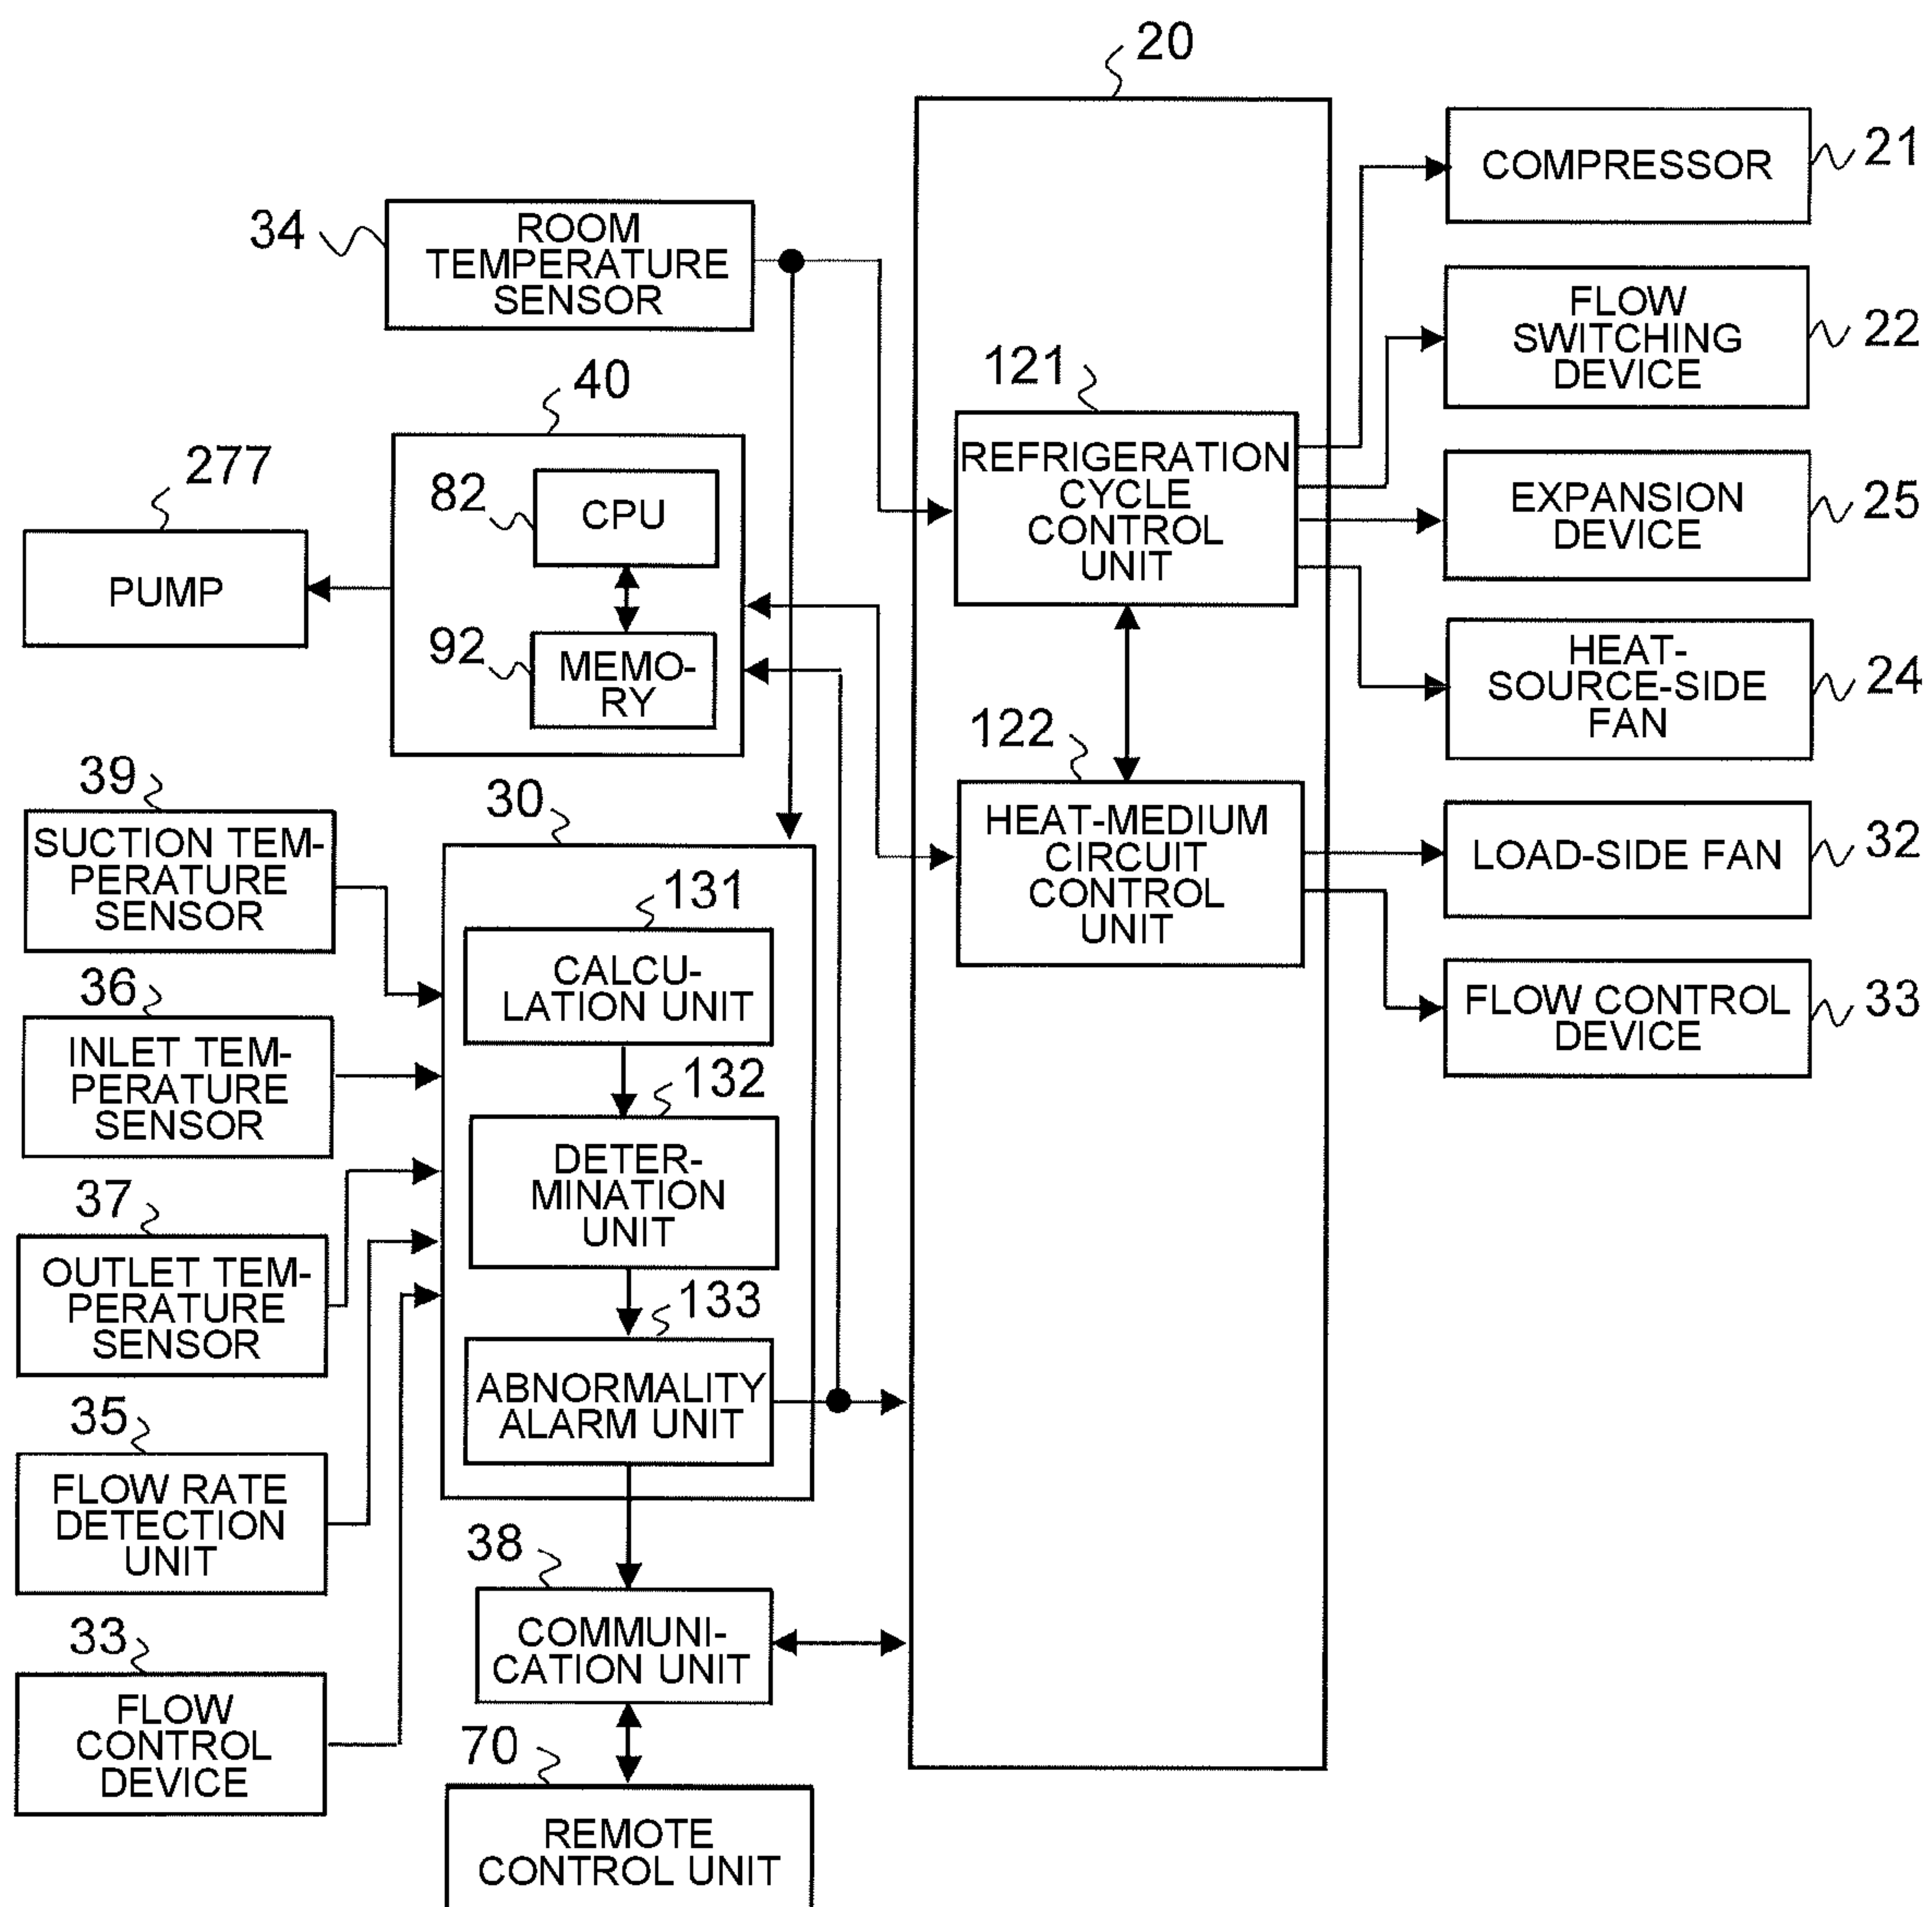 20
COMPRESSOR
21
34
ROOM
TEMPERATURE
SENSOR
FLOW
SWITCHING
DEVICE
22
121
REFRIGERATION
CYCLE
CONTROL
UNIT
40
82
CPU
92
MEMO-
RY
277
PUMP
EXPANSION
DEVICE
25
HEAT-
SOURCE-SIDE
FAN
24
122
HEAT-MEDIUM
CIRCUIT
CONTROL
UNIT
LOAD-SIDE FAN
32
FLOW CONTROL
DEVICE
33
39
SUCTION TEM-
PERATURE
SENSOR
30
131
CALCU-
LATION UNIT
36
INLET TEM-
PERATURE
SENSOR
132
DETER-
MINATION
UNIT
37
OUTLET TEM-
PERATURE
SENSOR
133
ABNORMALITY
ALARM UNIT
35
FLOW RATE
DETECTION
UNIT
38
COMMUNI-
CATION UNIT
33
FLOW
CONTROL
DEVICE
70
REMOTE
CONTROL UNIT